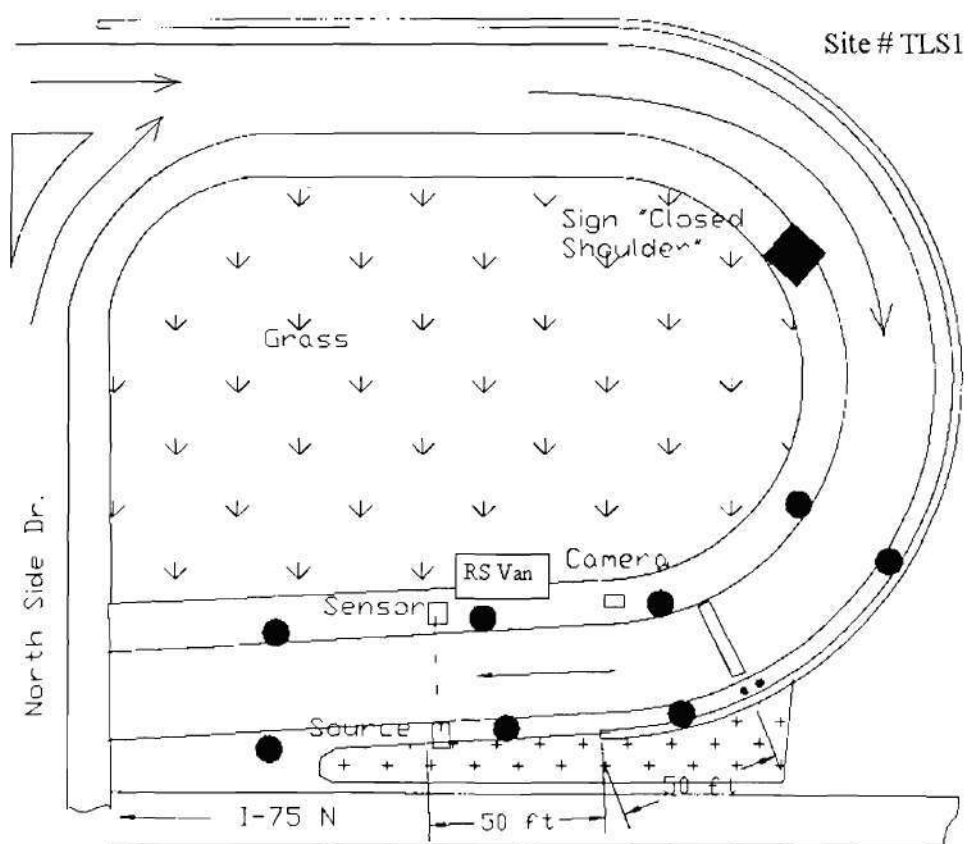 Site # TLS1
Sign "Closed
Shoulder"
Grass
North Side Dr.
RS Van
Camera
Sensor
Source
50 ft
50 ft
I-75 N